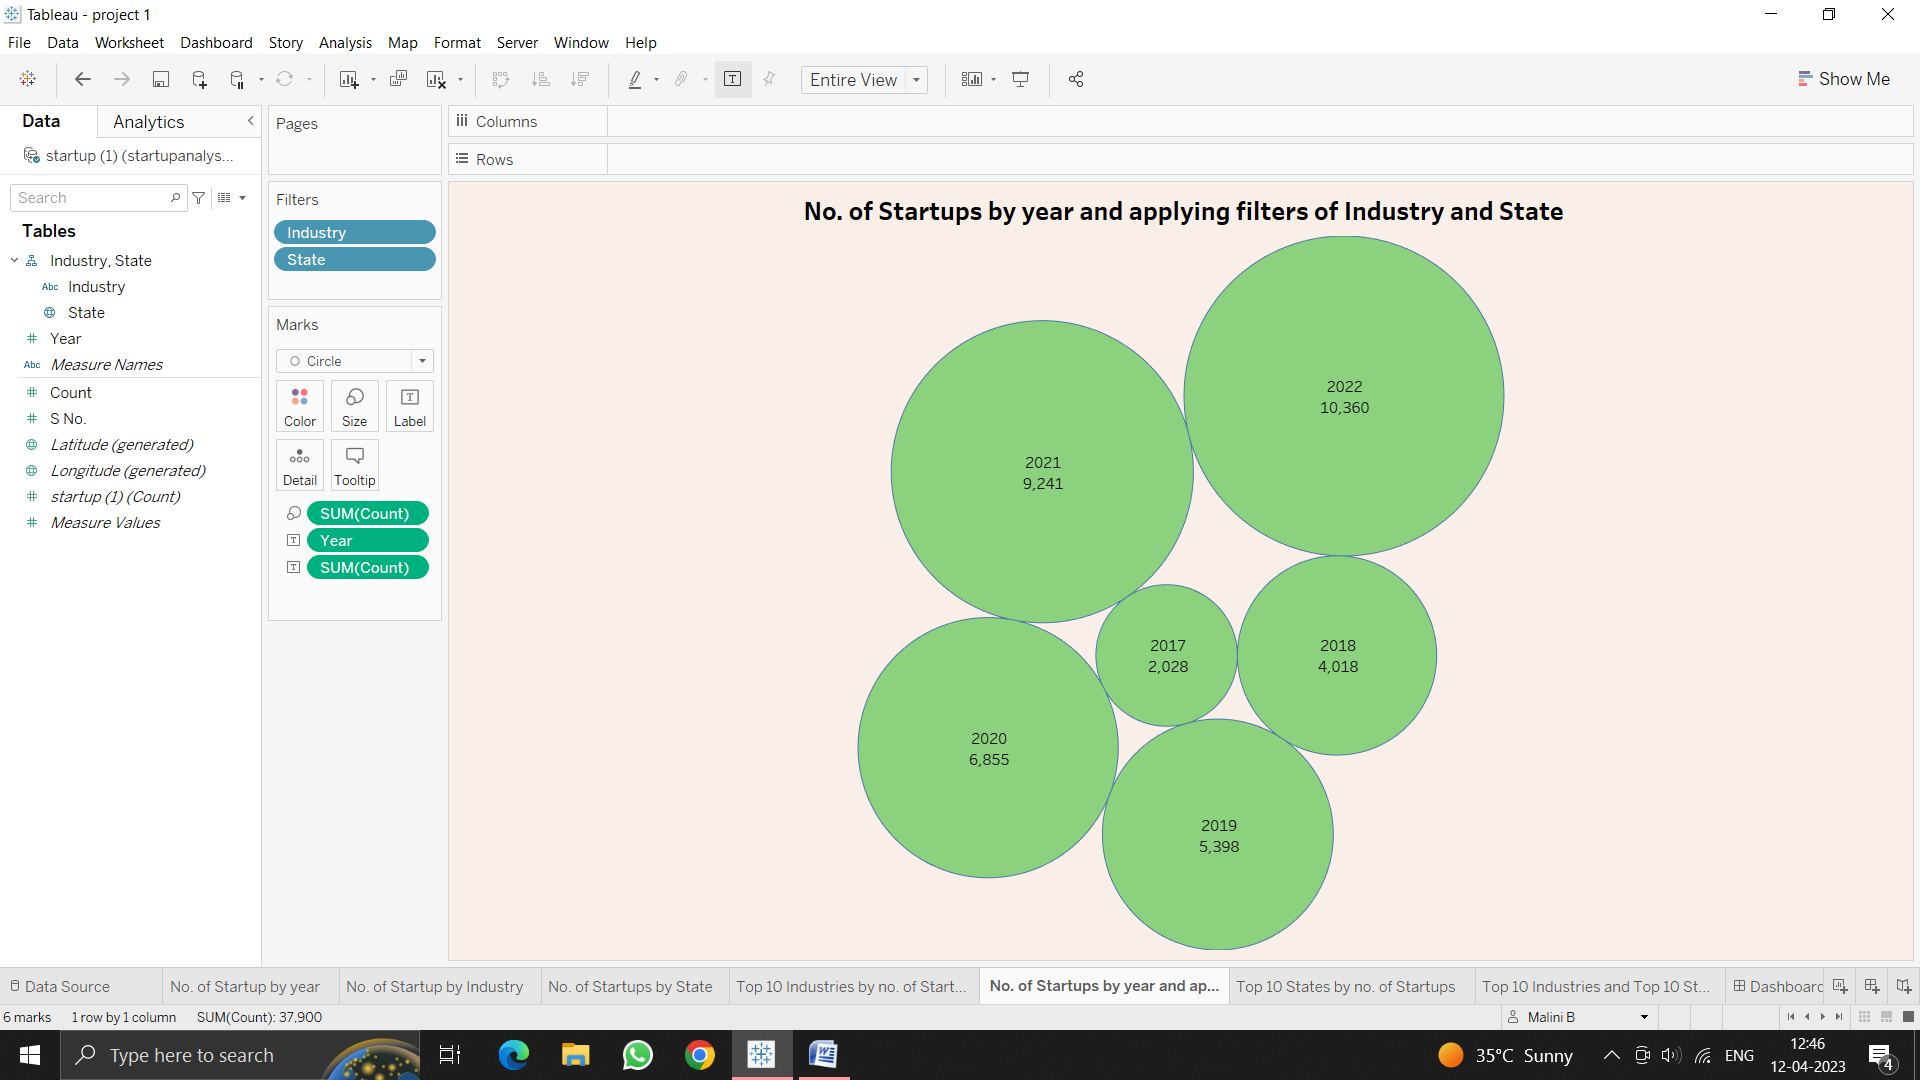 Tableau - project 1
File Data Worksheet Dashboard Story Analysis Map Format Server Window Help
Entire View
Show Me
Data Analytics
startup (1) (startupanalys...
Search
Tables
Industry, State
Abc Industry
State
Year
Abc Measure Names
Count
S No.
Latitude (generated)
Longitude (generated)
startup (1) (Count)
Measure Values
Pages
Filters
Industry
State
Marks
Circle
Color Size Label
Detail Tooltip
SUM(Count)
Year
SUM(Count)
Columns
Rows
No. of Startups by year and applying filters of Industry and State
2022
10,360
2021
9,241
2017
2,028
2018
4,018
2020
6,855
2019
5,398
Data Source No. of Startup by year No. of Startup by Industry No. of Startups by State Top 10 Industries by no. of Start... No. of Startups by year and ap... Top 10 States by no. of Startups Top 10 Industries and Top 10 St... Dashboard
6 marks 1 row by 1 column SUM(Count): 37,900 Malini B
Type here to search
35°C Sunny
ENG
12:46
12-04-2023
4